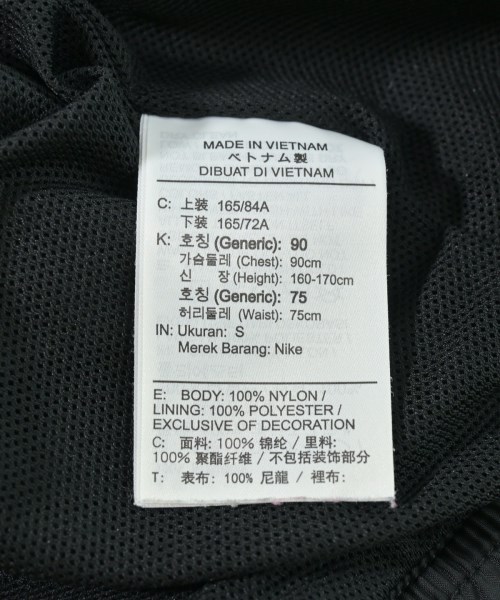 MADE IN VIETNAM
ベトナム製
DIBUAT DI VIETNAM
C: 上装 165/84A
下装 165/72A
K: 호칭 (Generic): 90
가슴둘레 (Chest): 90cm
신 장 (Height): 160-170cm
호칭 (Generic): 75
허리둘레 (Waist): 75cm
IN: Ukuran: S
Merek Barang: Nike
E: BODY: 100% NYLON /
LINING: 100% POLYESTER /
EXCLUSIVE OF DECORATION
C: 面料: 100% 锦纶 / 里料:
100% 聚酯纤维 / 不包括装饰部分
T: 表布: 100% 尼龍 / 裡布: